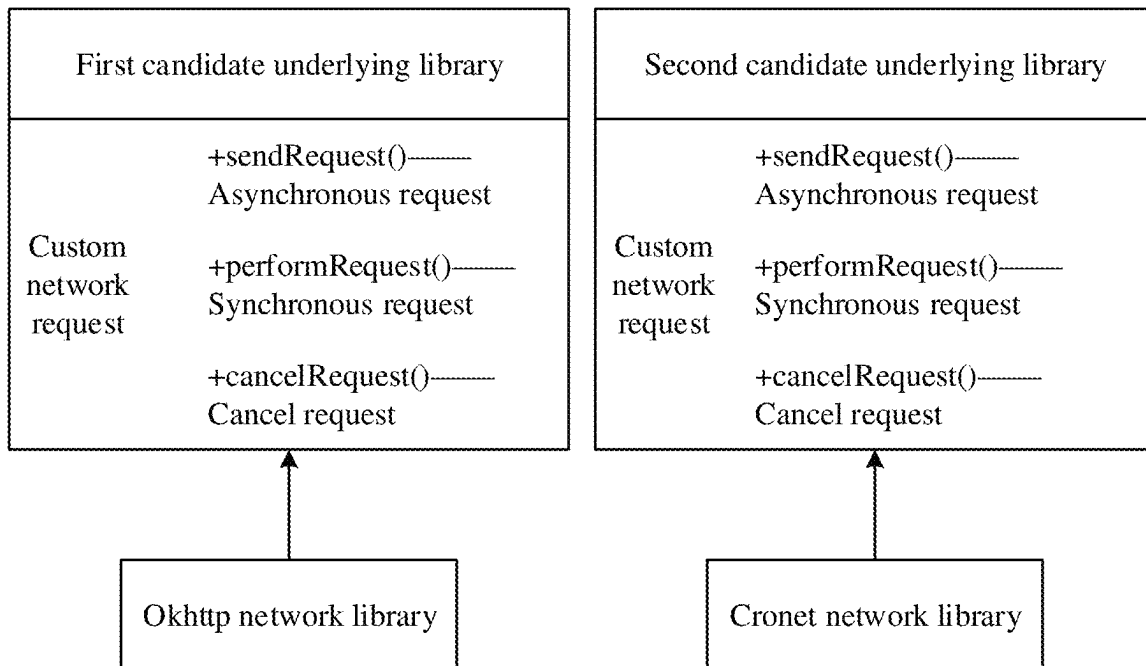 First candidate underlying library
+sendRequest()--------
Asynchronous request
Custom
network
request
+performRequest()--------
Synchronous request
+cancelRequest()--------
Cancel request
Okhttp network library
Second candidate underlying library
+sendRequest()--------
Asynchronous request
Custom
network
request
+performRequest()--------
Synchronous request
+cancelRequest()--------
Cancel request
Cronet network library